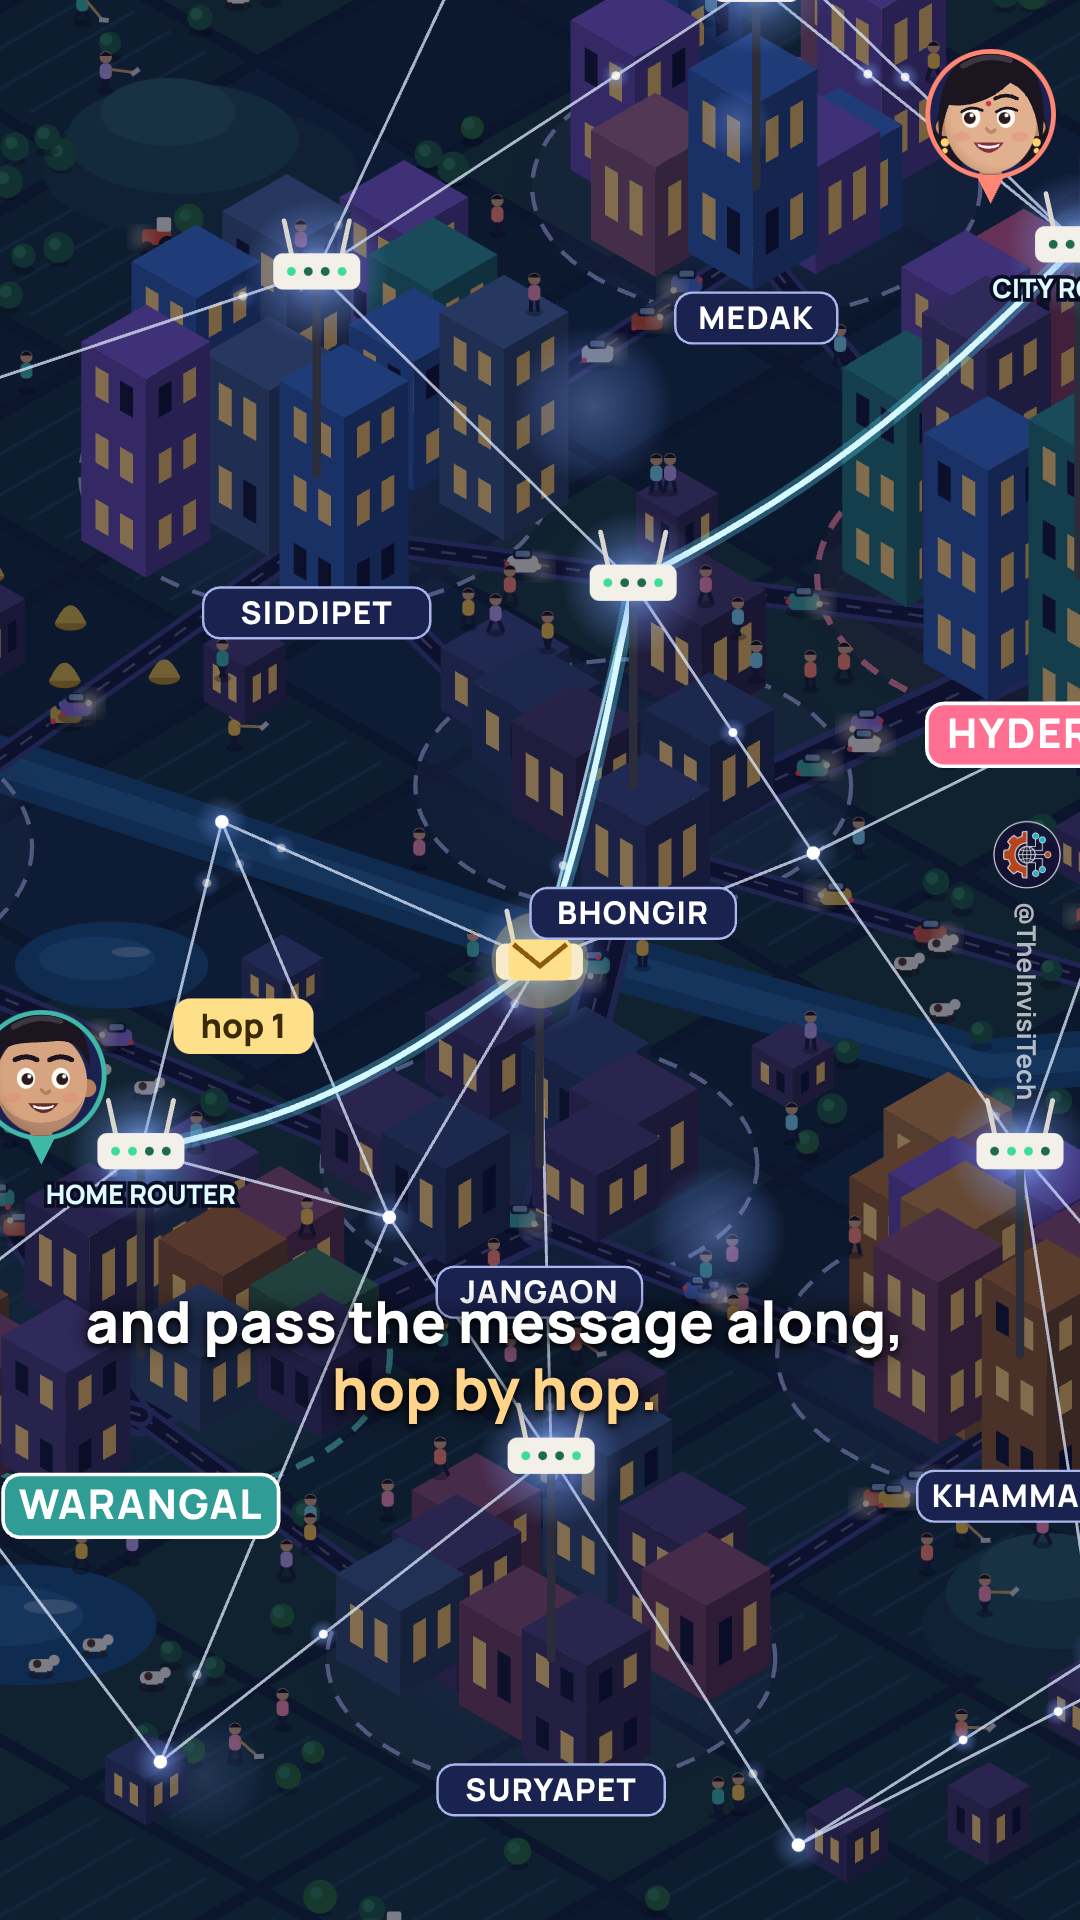 MEDAK
CITY RO
SIDDIPET
HYDER
BHONGIR
@TheInvisiTech
hop 1
HOME ROUTER
JANGAON
and pass the message along,
hop by hop.
WARANGAL
KHAMMA
SURYAPET